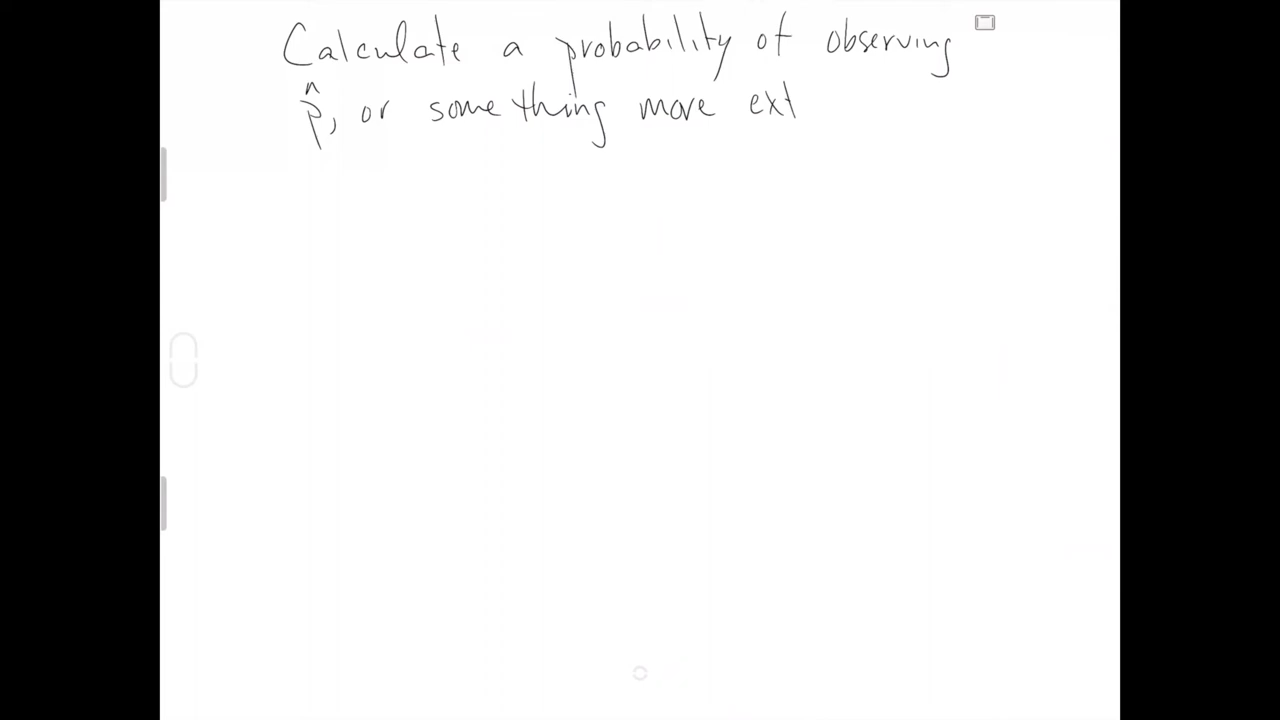 Calculate a probability of observing
p̂, or something more ext